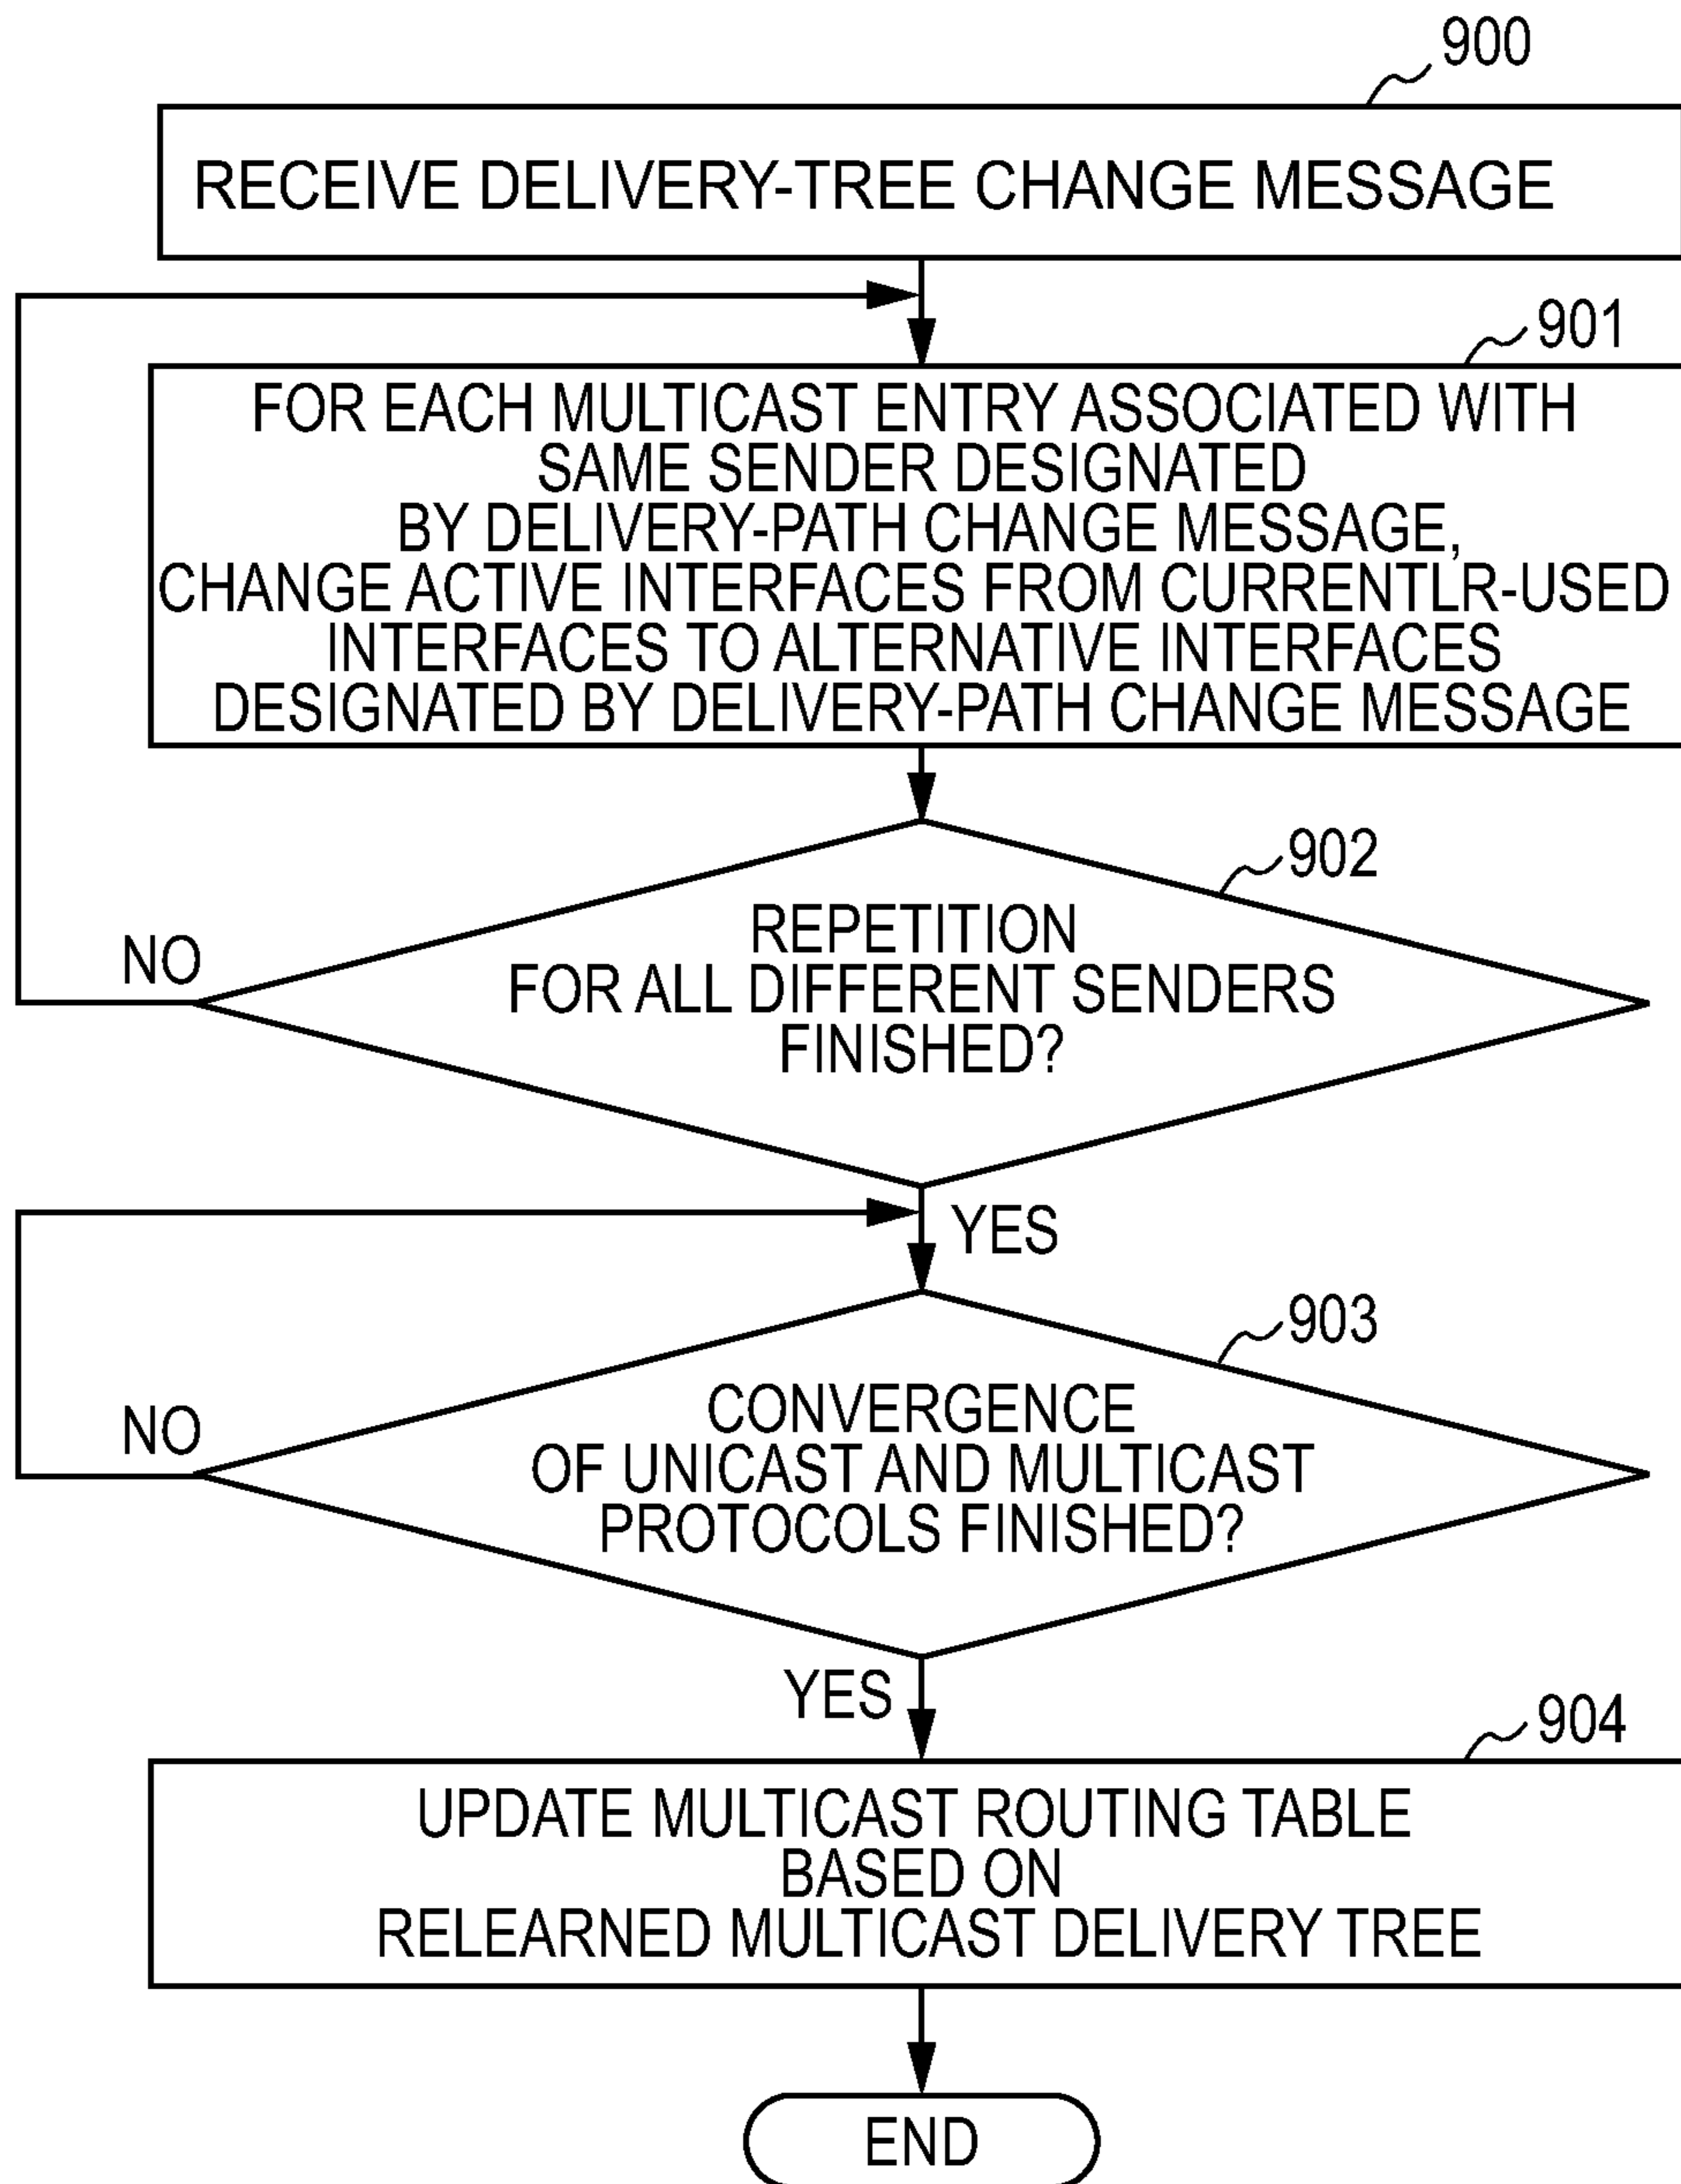 900
RECEIVE DELIVERY-TREE CHANGE MESSAGE
901
FOR EACH MULTICAST ENTRY ASSOCIATED WITH
SAME SENDER DESIGNATED
BY DELIVERY-PATH CHANGE MESSAGE,
CHANGE ACTIVE INTERFACES FROM CURRENTLR-USED
INTERFACES TO ALTERNATIVE INTERFACES
DESIGNATED BY DELIVERY-PATH CHANGE MESSAGE
902
REPETITION
FOR ALL DIFFERENT SENDERS
FINISHED?
NO
YES
903
CONVERGENCE
OF UNICAST AND MULTICAST
PROTOCOLS FINISHED?
NO
YES
904
UPDATE MULTICAST ROUTING TABLE
BASED ON
RELEARNED MULTICAST DELIVERY TREE
END